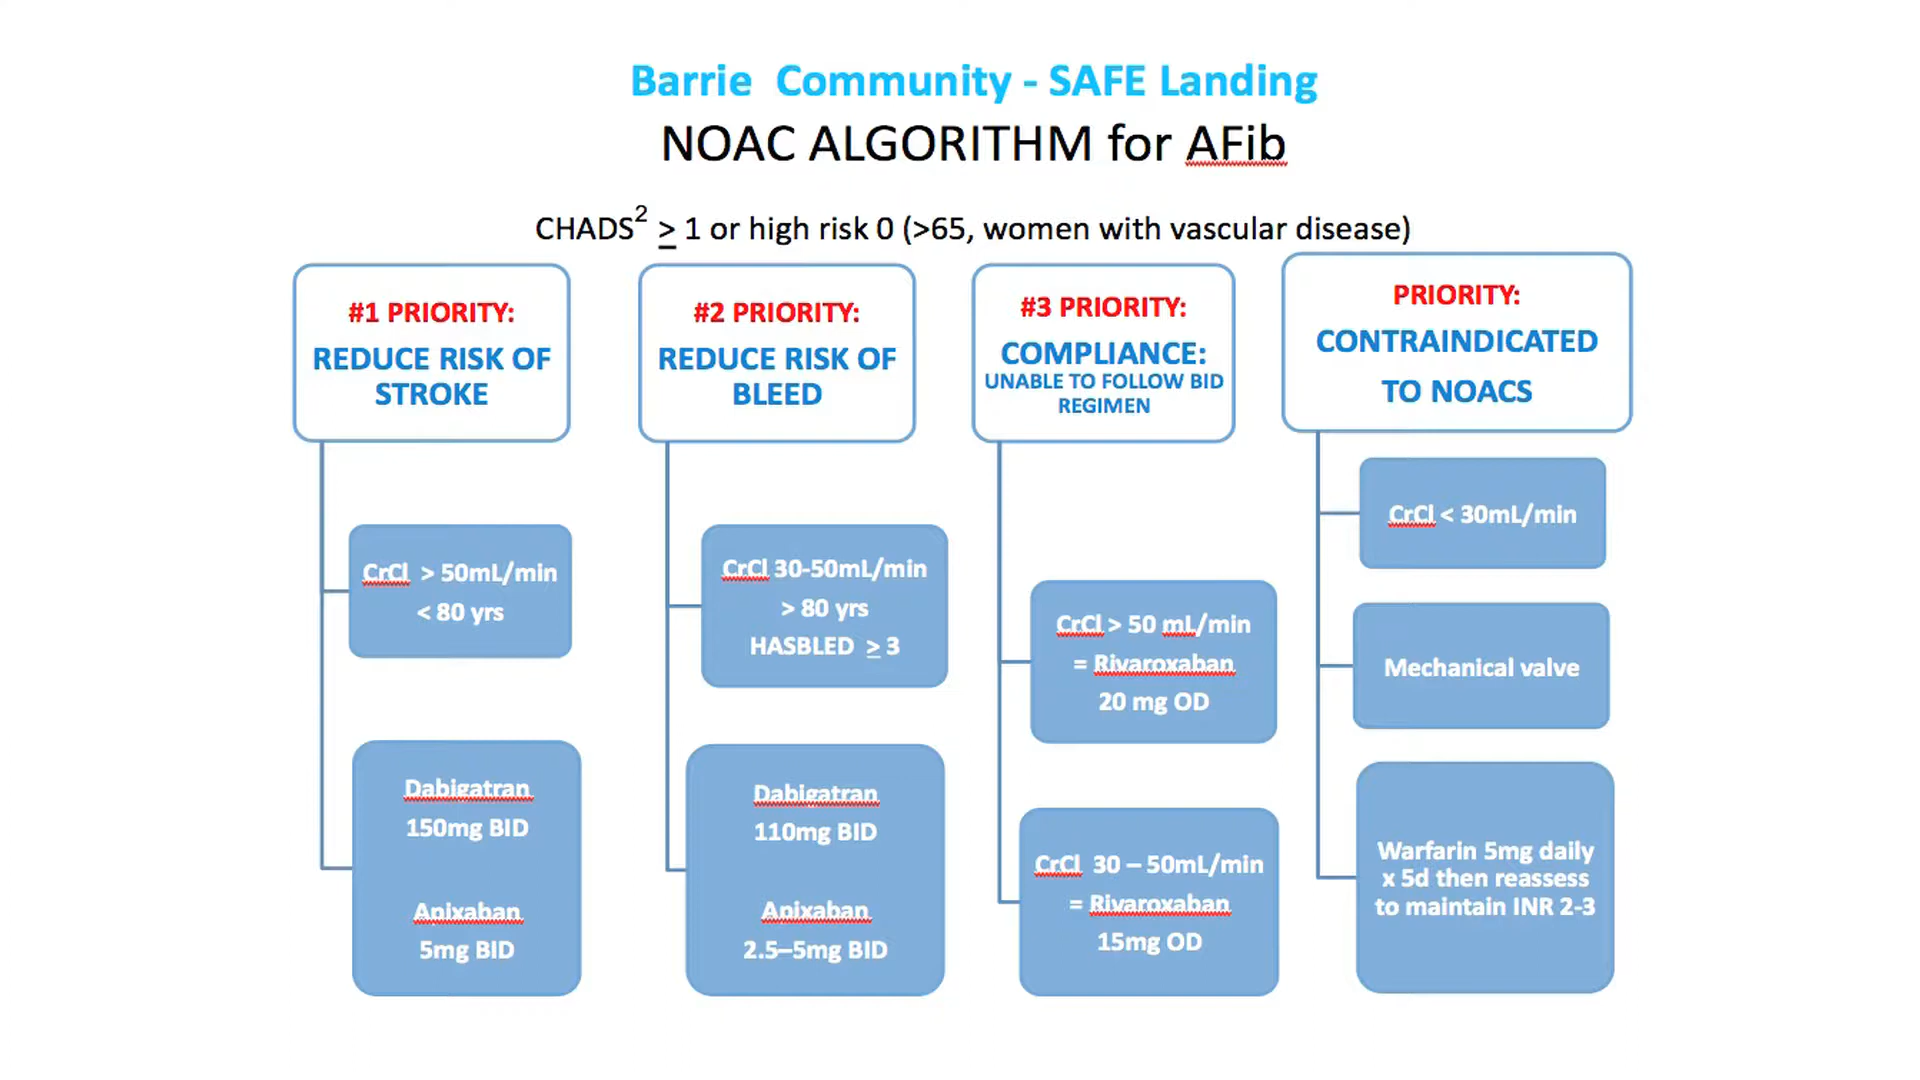 Barrie Community - SAFE Landing
NOAC ALGORITHM for AFib
CHADS² ≥ 1 or high risk 0 (>65, women with vascular disease)
#1 PRIORITY:
REDUCE RISK OF
STROKE
CrCl > 50mL/min
< 80 yrs
Dabigatran
150mg BID
Apixaban
5mg BID
#2 PRIORITY:
REDUCE RISK OF
BLEED
CrCl 30-50mL/min
> 80 yrs
HASBLED ≥ 3
Dabigatran
110mg BID
Apixaban
2.5–5mg BID
#3 PRIORITY:
COMPLIANCE:
UNABLE TO FOLLOW BID
REGIMEN
CrCl > 50 mL/min
= Rivaroxaban
20 mg OD
CrCl 30 – 50mL/min
= Rivaroxaban
15mg OD
PRIORITY:
CONTRAINDICATED
TO NOACS
CrCl < 30mL/min
Mechanical valve
Warfarin 5mg daily
x 5d then reassess
to maintain INR 2-3